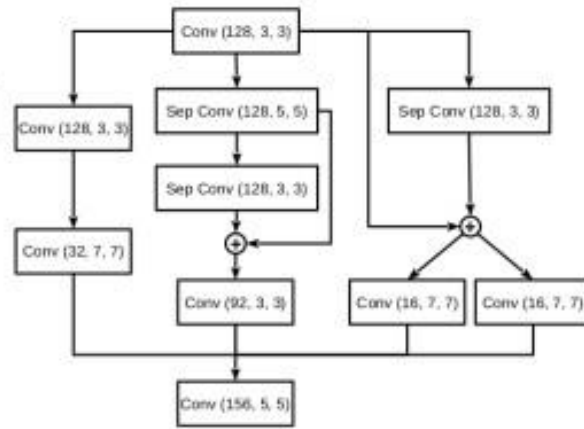 Conv (128, 3, 3)
Sep Conv (128, 5, 5)
Sep Conv (128, 3, 3)
Conv (128, 3, 3)
Sep Conv (128, 3, 3)
Conv (32, 7, 7)
Conv (92, 3, 3)
Conv (16, 7, 7)
Conv (16, 7, 7)
Conv (156, 5, 5)